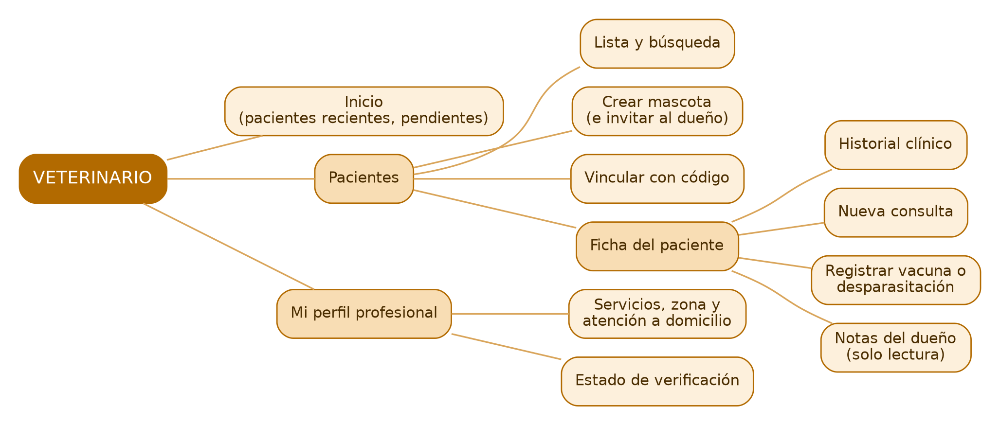 VETERINARIO
Inicio
(pacientes recientes, pendientes)
Pacientes
Lista y búsqueda
Crear mascota
(e invitar al dueño)
Vincular con código
Ficha del paciente
Historial clínico
Nueva consulta
Registrar vacuna o
desparasitación
Notas del dueño
(solo lectura)
Mi perfil profesional
Servicios, zona y
atención a domicilio
Estado de verificación